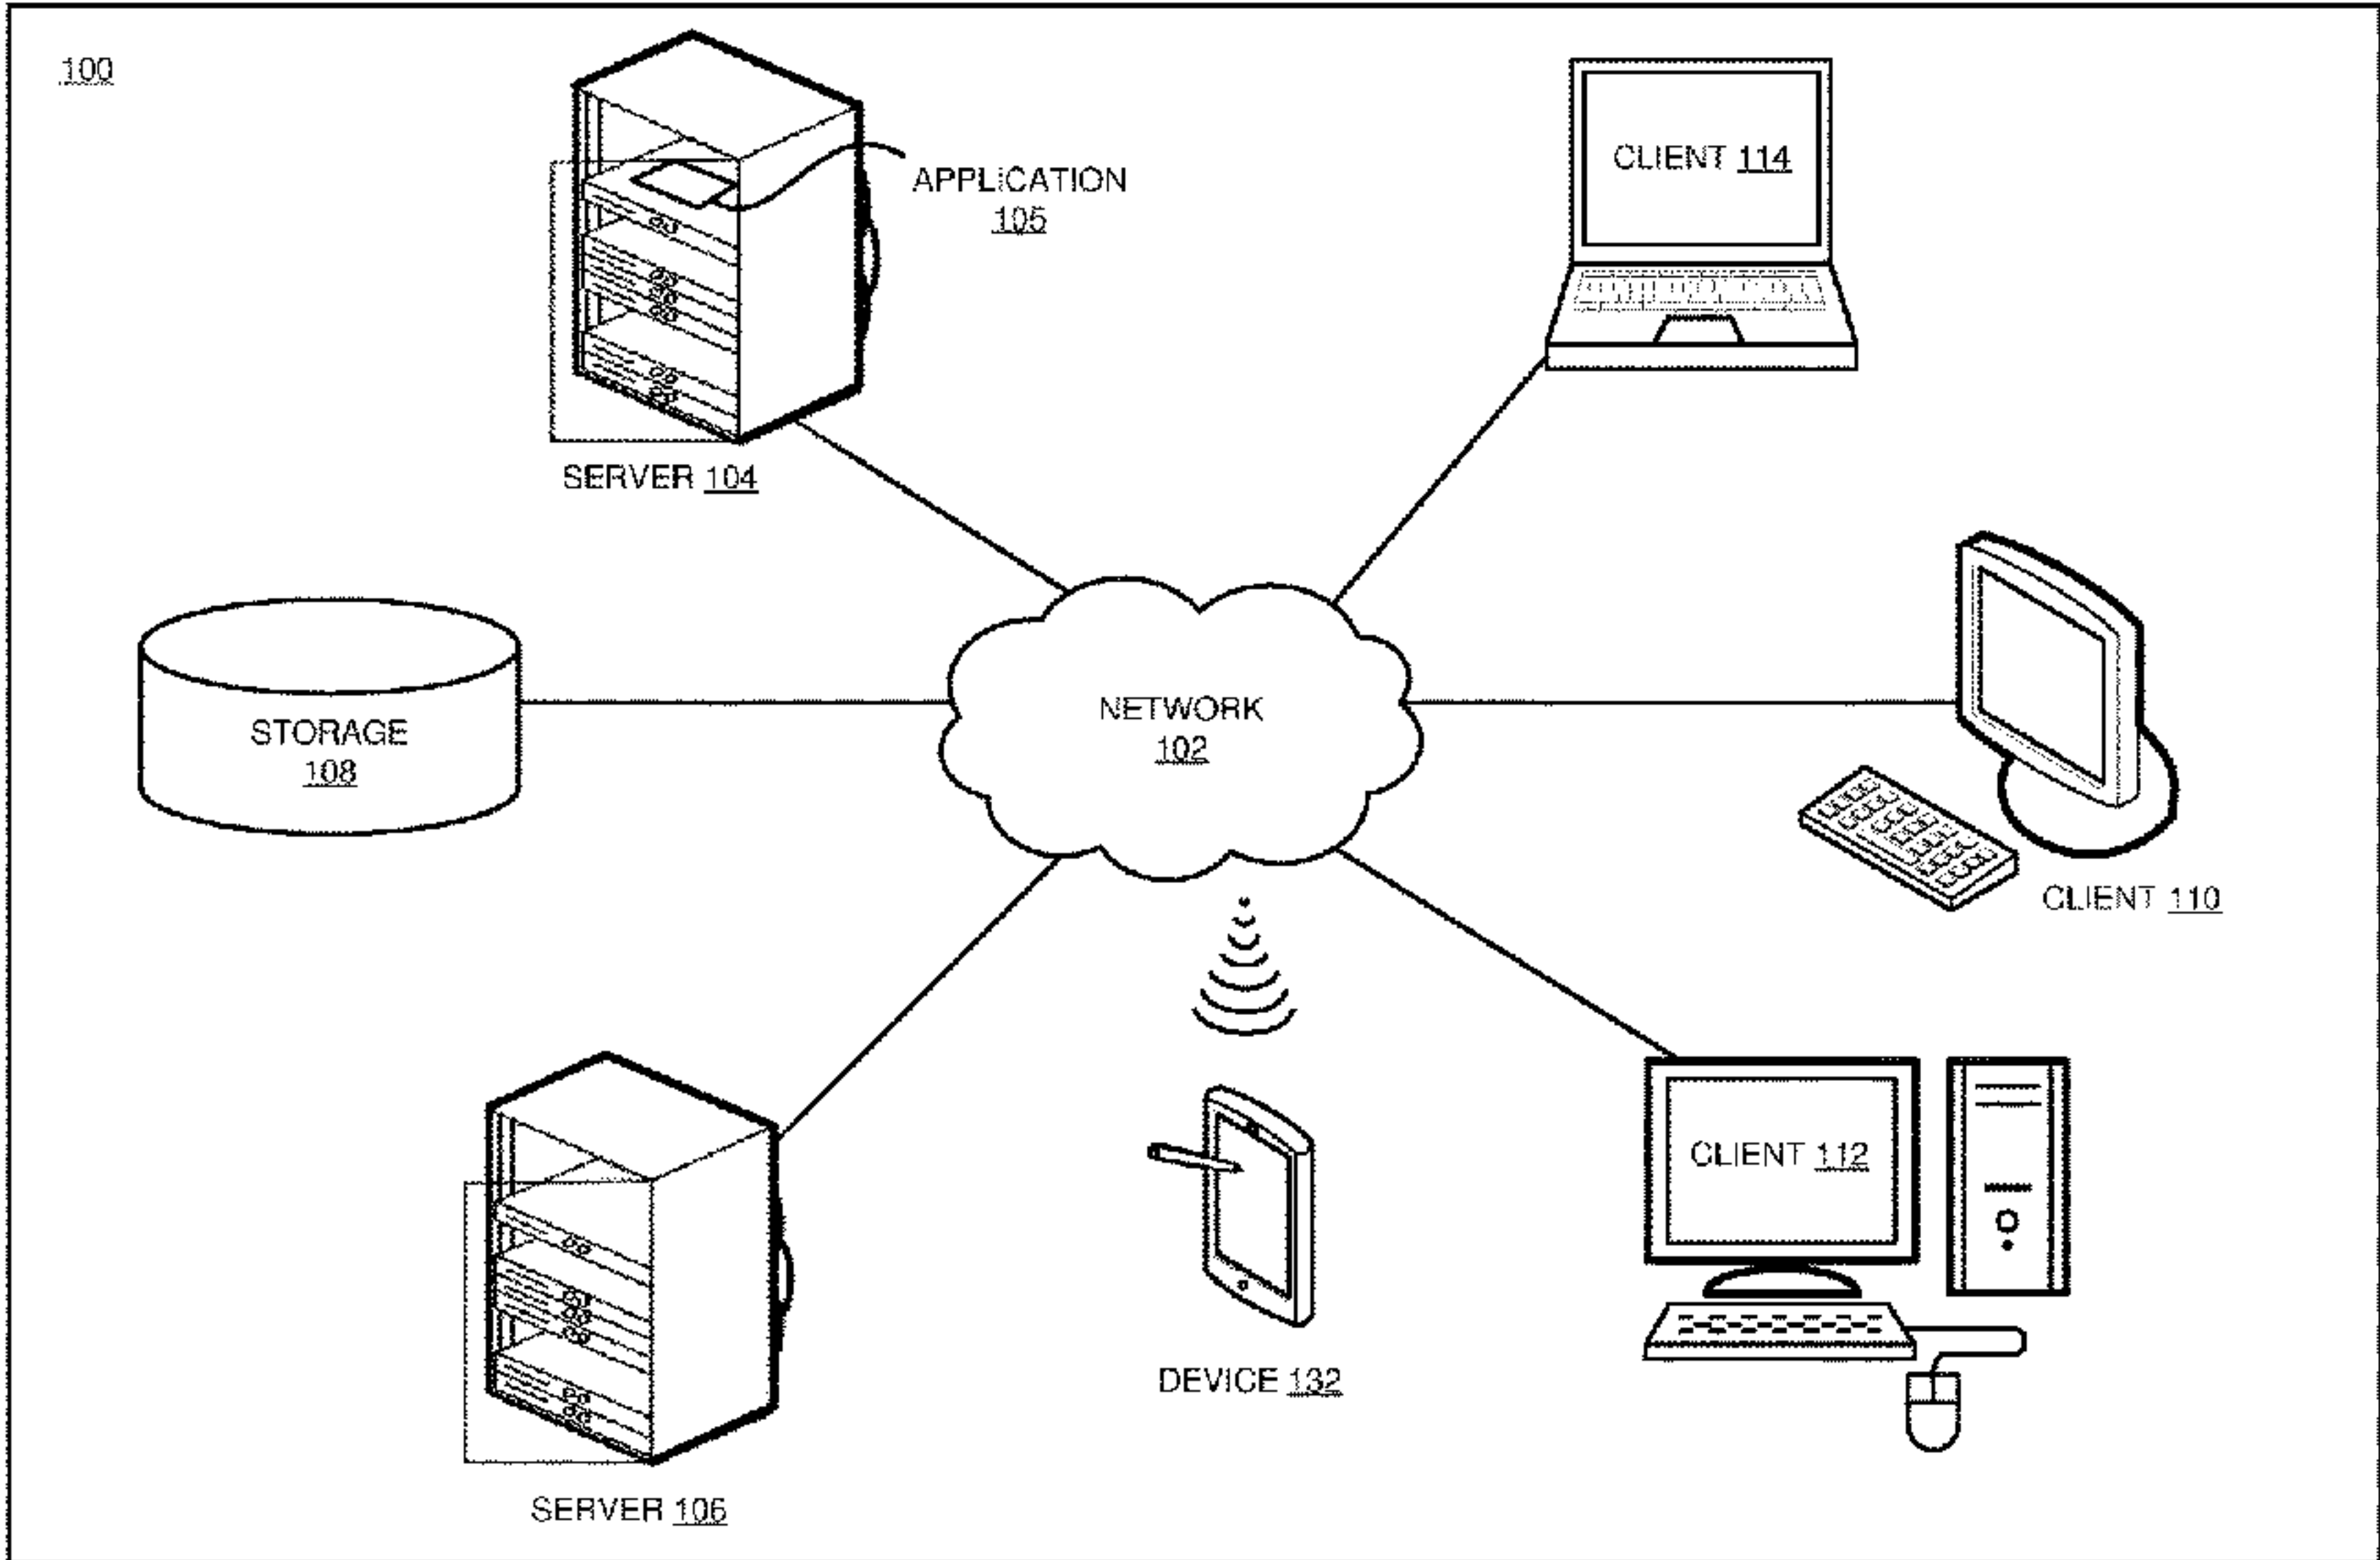 100
APPLICATION
105
CLIENT 114
SERVER 104
NETWORK
102
STORAGE
108
CLIENT 110
CLIENT 112
DEVICE 132
SERVER 106